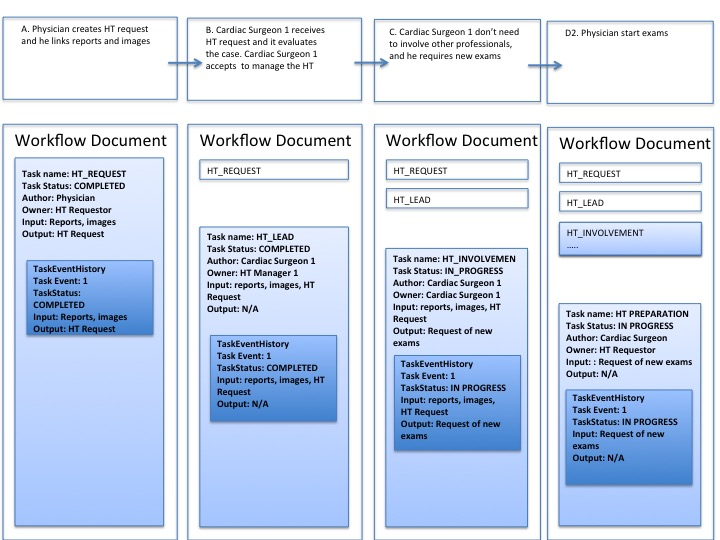 A. Physician creates HT request
and he links reports and images
B. Cardiac Surgeon 1 receives
HT request and it evaluates
the case. Cardiac Surgeon 1
accepts to manage the HT
C. Cardiac Surgeon 1 don't need
to involve other professionals,
and he requires new exams
D2. Physician start exams
Workflow Document
Task name: HT_REQUEST
Task Status: COMPLETED
Author: Physician
Owner: HT Requestor
Input: Reports, images
Output: HT Request
TaskEventHistory
Task Event: 1
TaskStatus:
COMPLETED
Input: Reports, images
Output: HT Request
Workflow Document
HT_REQUEST
Task name: HT_LEAD
Task Status: COMPLETED
Author: Cardiac Surgeon 1
Owner: HT Manager 1
Input: reports, images, HT
Request
Output: N/A
TaskEventHistory
Task Event: 1
TaskStatus: COMPLETED
Input: reports, images, HT
Request
Output: N/A
Workflow Document
HT_REQUEST
HT_LEAD
Task name: HT_INVOLVEMEN
Task Status: IN_PROGRESS
Author: Cardiac Surgeon 1
Owner: Cardiac Surgeon 1
Input: reports, images, HT
Request
Output: Request of new
exams
TaskEventHistory
Task Event: 1
TaskStatus: IN PROGRESS
Input: reports, images,
HT Request
Output: Request of new
exams
Workflow Document
HT_REQUEST
HT_LEAD
HT_INVOLVEMENT
.....
Task name: HT PREPARATION
Task Status: IN PROGRESS
Author: Cardiac Surgeon
Owner: HT Requestor
Input: : Request of new exams
Output: N/A
TaskEventHistory
Task Event: 1
TaskStatus: IN PROGRESS
Input: Request of new
exams
Output: N/A